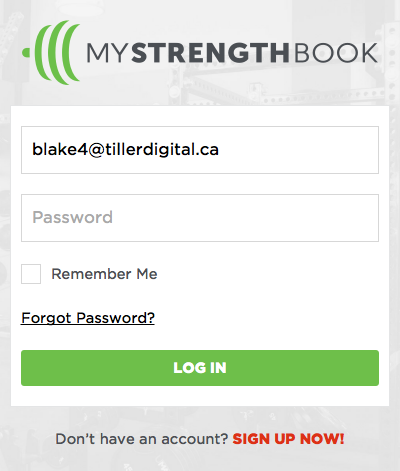 MYSTRENGTHBOOK
blake4@tillerdigital.ca
Password
Remember Me
Forgot Password?
LOG IN
Don't have an account? SIGN UP NOW!